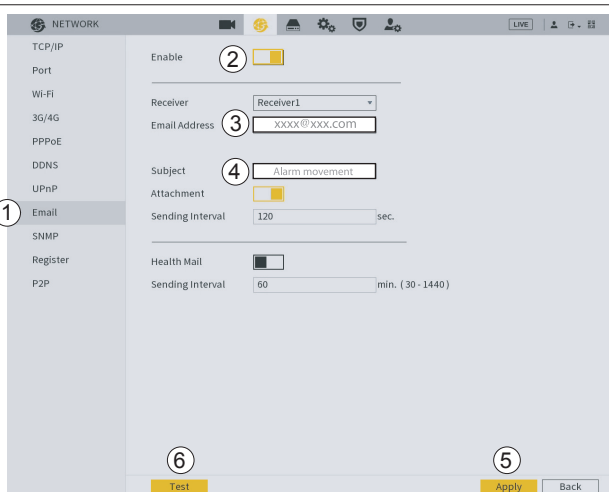 NETWORK LIVE
TCP/IP
Port
Wi-Fi
3G/4G
PPPoE
DDNS
UPnP
1 Email
SNMP
Register
P2P
Enable 2
Receiver Receiver1
Email Address 3 xxxx@xxx.com
Subject 4 Alarm movement
Attachment
Sending Interval 120 sec.
Health Mail
Sending Interval 60 min. ( 30 - 1440 )
6 5
Test Apply Back